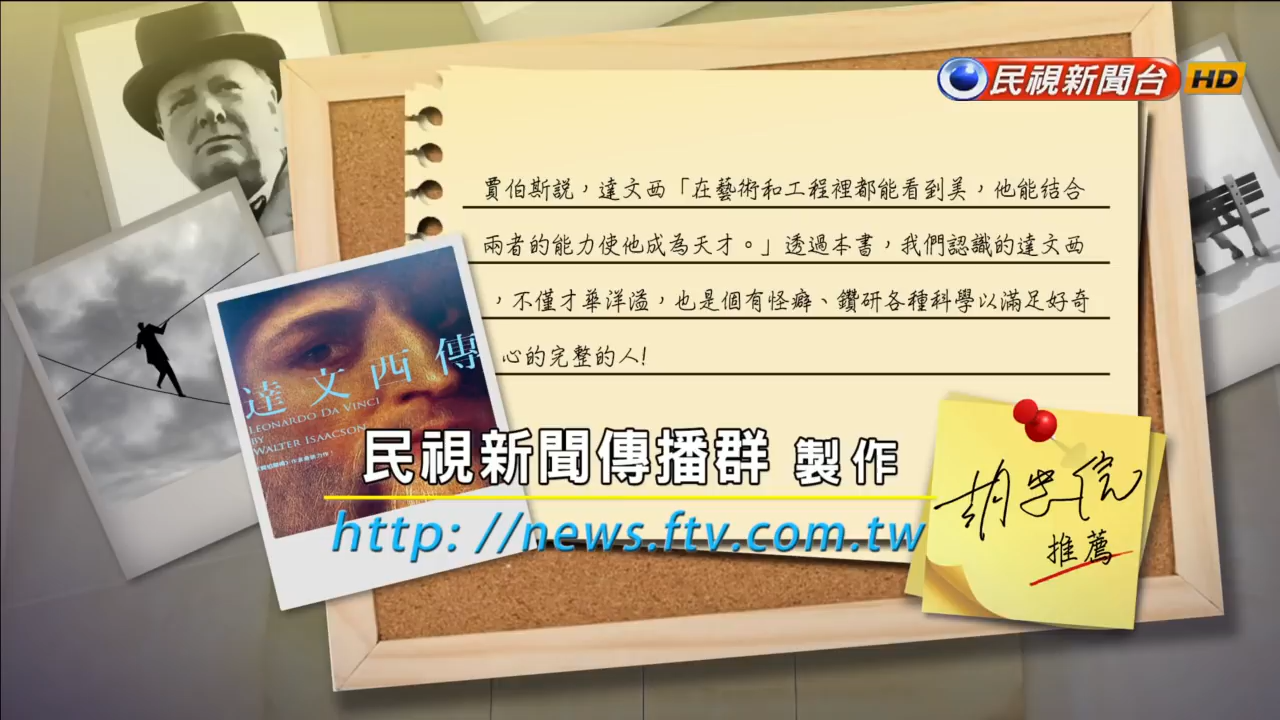 民視新聞台 HD
賈伯斯說，達文西「在藝術和工程裡都能看到美，他能结合
兩者的能力使他成為天才。」透過本書，我們認識的達文西
，不僅才華洋溢，也是個有怪癖、鑽研各種科學以滿足好奇
心的完整的人!
達文西傳
LEONARDO DA VINCI
BY
WALTER ISAACSON
民視新聞傳播群 製作
http: //news.ftv.com.tw
胡忠信
推薦